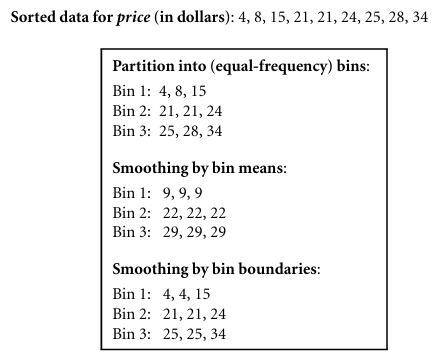 Sorted data for price (in dollars): 4, 8, 15, 21, 21, 24, 25, 28, 34
Partition into (equal-frequency) bins:
Bin 1: 4, 8, 15
Bin 2: 21, 21, 24
Bin 3: 25, 28, 34
Smoothing by bin means:
Bin 1: 9, 9, 9
Bin 2: 22, 22, 22
Bin 3: 29, 29, 29
Smoothing by bin boundaries:
Bin 1: 4, 4, 15
Bin 2: 21, 21, 24
Bin 3: 25, 25, 34